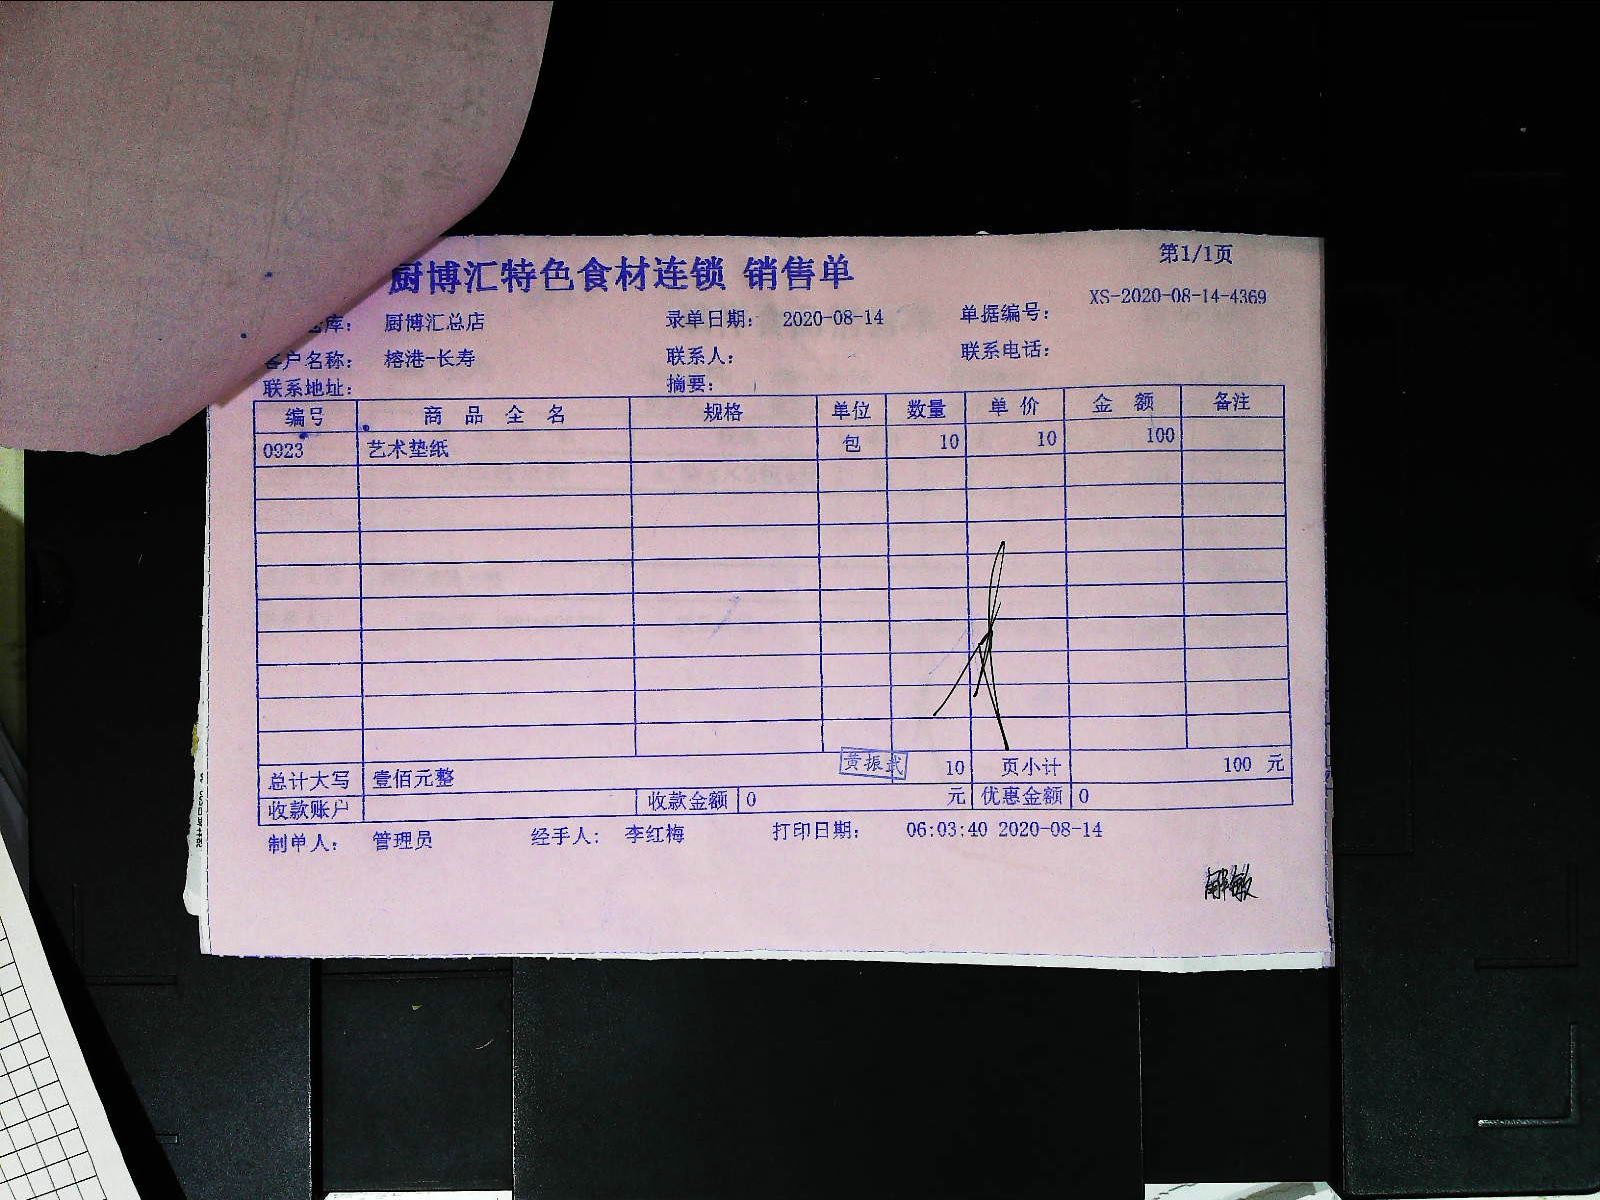 第1/1页
厨博汇特色食材连锁 销售单
库： 厨博汇总店 录单日期： 2020-08-14 单据编号： XS-2020-08-14-4369
客户名称： 榕港-长寿 联系人： 联系电话：
联系地址： 摘要：
编号 商品全名 规格 单位 数量 单价 金额 备注
0923 艺术垫纸 包 10 10 100
总计大写 壹佰元整 黄振武 10 页小计 100 元
收款账户 收款金额 0 元 优惠金额 0
制单人： 管理员 经手人： 李红梅 打印日期： 06:03:40 2020-08-14